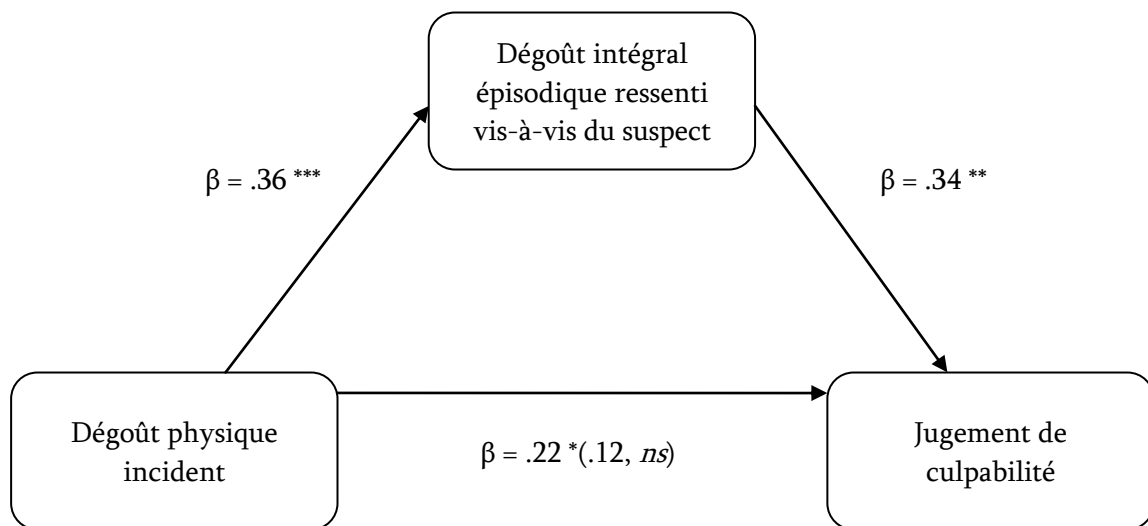 Dégoût intégral
épisodique ressenti
vis-à-vis du suspect
β = .36 ***
β = .34 **
Dégoût physique
incident
β = .22 *(.12, ns)
Jugement de
culpabilité